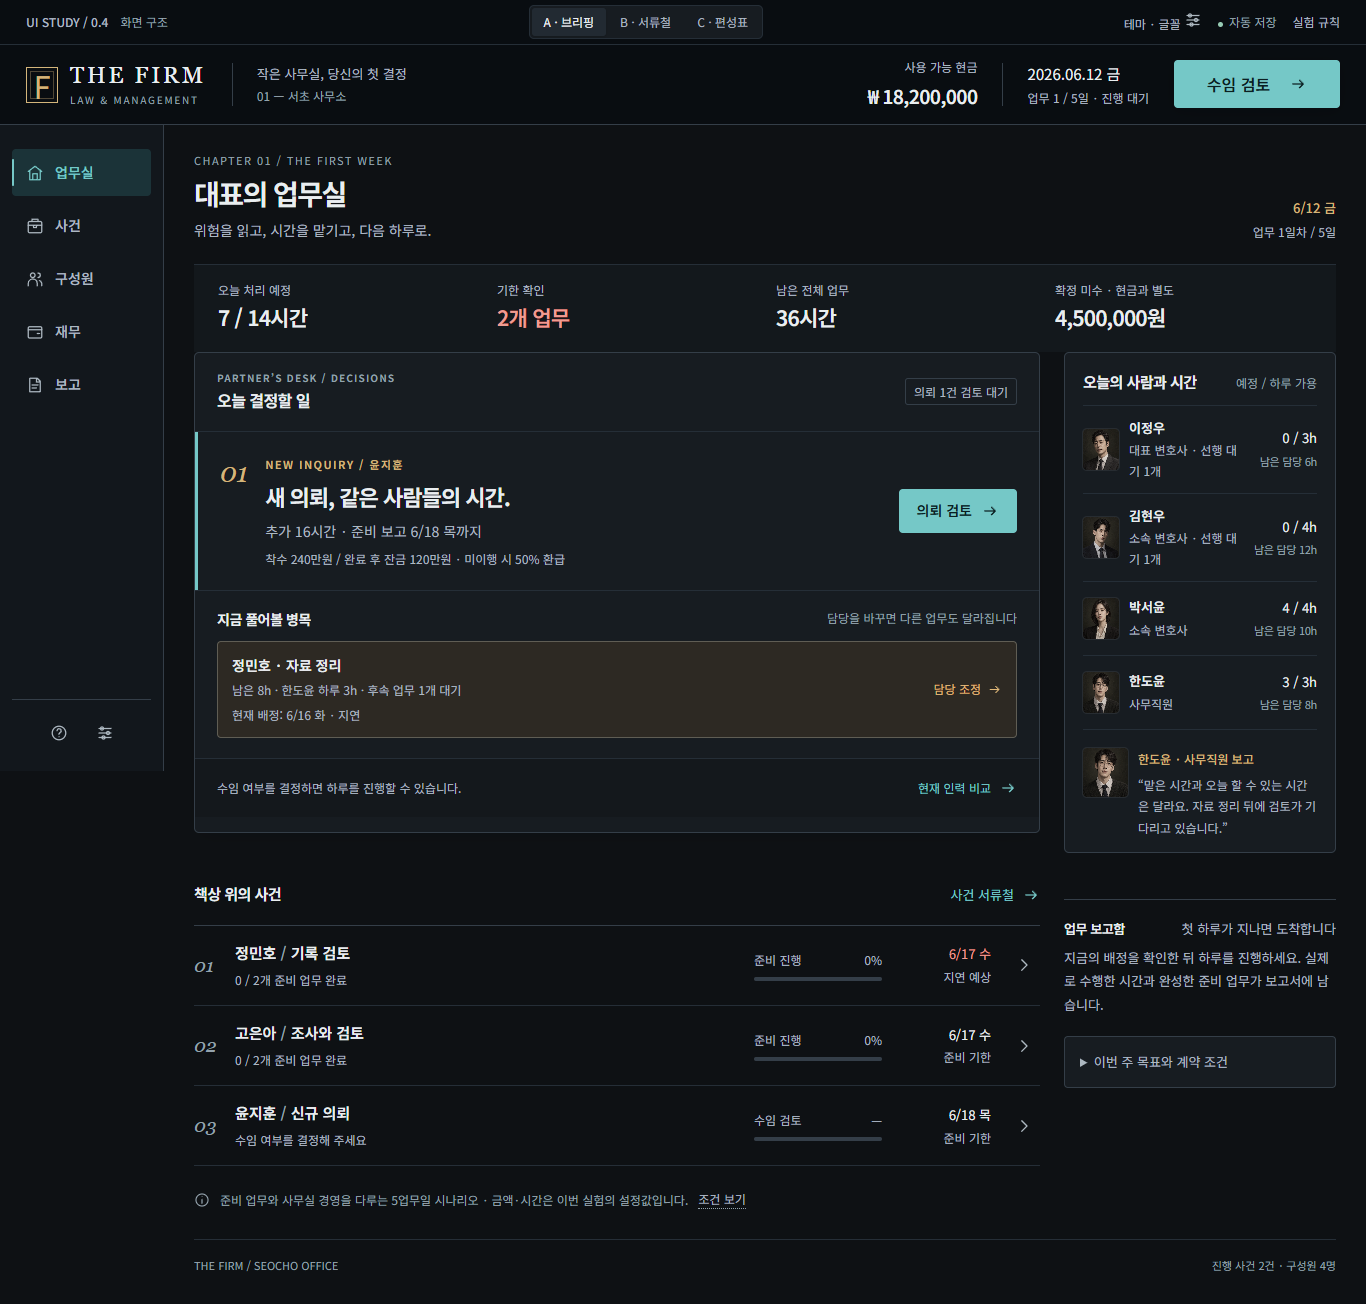 UI STUDY / 0.4 화면 구조
A · 브리핑
B · 서류철
C · 편성표
테마 · 글꼴
자동 저장
실험 규칙
F
THE FIRM
LAW & MANAGEMENT
작은 사무실, 당신의 첫 결정
01 — 서초 사무소
사용 가능 현금
₩ 18,200,000
2026.06.12 금
업무 1 / 5일 · 진행 대기
수임 검토 →
업무실
사건
구성원
재무
보고
CHAPTER 01 / THE FIRST WEEK
대표의 업무실
위험을 읽고, 시간을 맡기고, 다음 하루로.
6/12 금
업무 1일차 / 5일
오늘 처리 예정
7 / 14시간
기한 확인
2개 업무
남은 전체 업무
36시간
확정 미수 · 현금과 별도
4,500,000원
PARTNER'S DESK / DECISIONS
오늘 결정할 일
의뢰 1건 검토 대기
01
NEW INQUIRY / 윤지훈
새 의뢰, 같은 사람들의 시간.
추가 16시간 · 준비 보고 6/18 목까지
착수 240만원 / 완료 후 잔금 120만원 · 미이행 시 50% 환급
의뢰 검토 →
지금 풀어볼 병목
담당을 바꾸면 다른 업무도 달라집니다
정민호 · 자료 정리
남은 8h · 한도윤 하루 3h · 후속 업무 1개 대기
현재 배정: 6/16 화 · 지연
담당 조정 →
수임 여부를 결정하면 하루를 진행할 수 있습니다.
현재 인력 비교 →
오늘의 사람과 시간
예정 / 하루 가용
이정우
대표 변호사 · 선행 대
기 1개
0 / 3h
남은 담당 6h
김현우
소속 변호사 · 선행 대
기 1개
0 / 4h
남은 담당 12h
박서윤
소속 변호사
4 / 4h
남은 담당 10h
한도윤
사무직원
3 / 3h
남은 담당 8h
한도윤 · 사무직원 보고
“맡은 시간과 오늘 할 수 있는 시간
은 달라요. 자료 정리 뒤에 검토가 기
다리고 있습니다.”
책상 위의 사건
사건 서류철 →
01
정민호 / 기록 검토
0 / 2개 준비 업무 완료
준비 진행 0%
6/17 수
지연 예상
02
고은아 / 조사와 검토
0 / 2개 준비 업무 완료
준비 진행 0%
6/17 수
준비 기한
03
윤지훈 / 신규 의뢰
수임 여부를 결정해 주세요
수임 검토 —
6/18 목
준비 기한
업무 보고함
첫 하루가 지나면 도착합니다
지금의 배정을 확인한 뒤 하루를 진행하세요. 실제
로 수행한 시간과 완성한 준비 업무가 보고서에 남
습니다.
▶ 이번 주 목표와 계약 조건
준비 업무와 사무실 경영을 다루는 5업무일 시나리오 · 금액·시간은 이번 실험의 설정값입니다. 조건 보기
THE FIRM / SEOCHO OFFICE
진행 사건 2건 · 구성원 4명